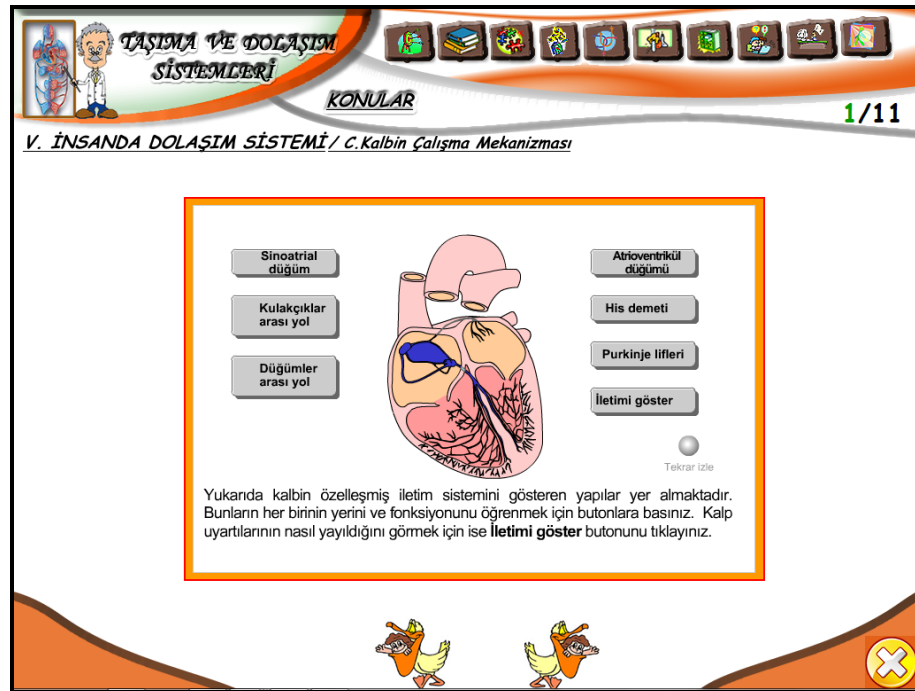 TAŞIMA VE DOLAŞIM
SİSTEMLERİ
KONULAR
1/11
V. İNSANDA DOLAŞIM SİSTEMİ / C.Kalbin Çalışma Mekanizması
Sinoatrial
düğüm
Kulakçıklar
arası yol
Düğümler
arası yol
Atrioventrikül
düğümü
His demeti
Purkinje lifleri
İletimi göster
Tekrar izle
Yukarıda kalbin özelleşmiş iletim sistemini gösteren yapılar yer almaktadır.
Bunların her birinin yerini ve fonksiyonunu öğrenmek için butonlara basınız. Kalp
uyartılarının nasıl yayıldığını görmek için ise İletimi göster butonunu tıklayınız.